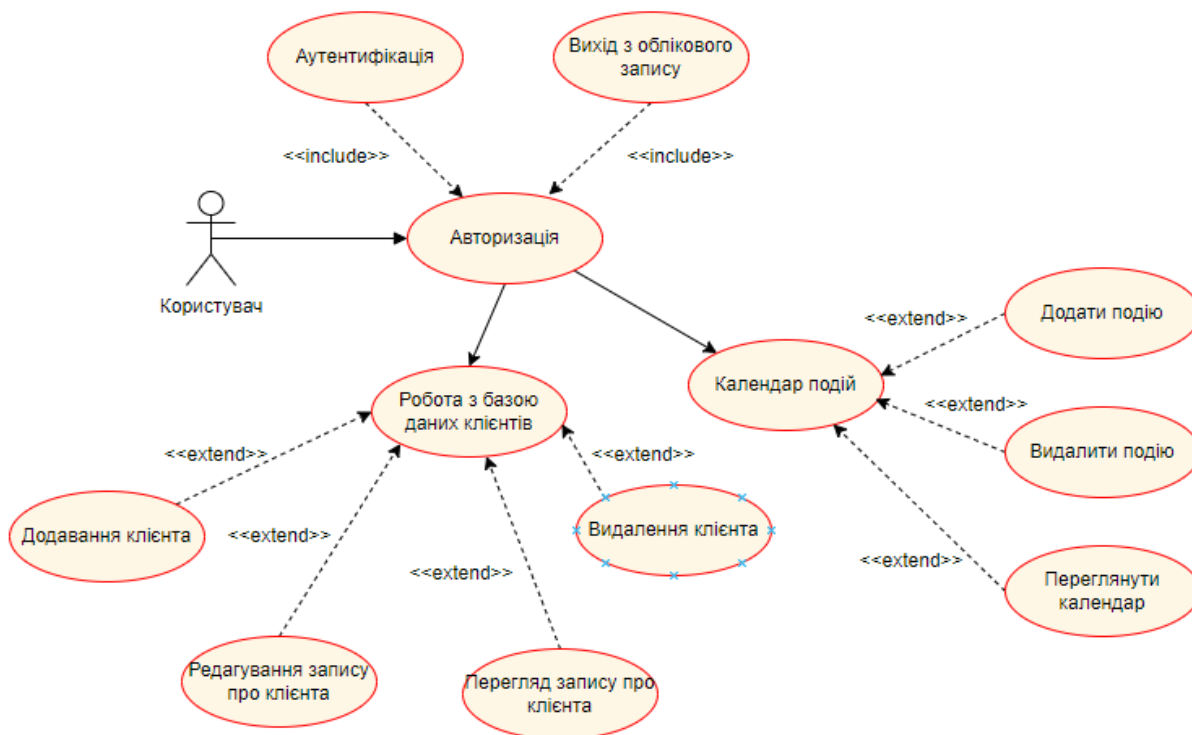 Аутентифікація
Вихід з облікового
запису
<<include>>
<<include>>
Авторизація
Користувач
<<extend>>
Додати подію
Календар подій
Робота з базою
даних клієнтів
<<extend>>
<<extend>>
<<extend>>
Видалити подію
Додавання клієнта
<<extend>>
Видалення клієнта
<<extend>>
<<extend>>
Переглянути
календар
Редагування запису
про клієнта
Перегляд запису про
клієнта